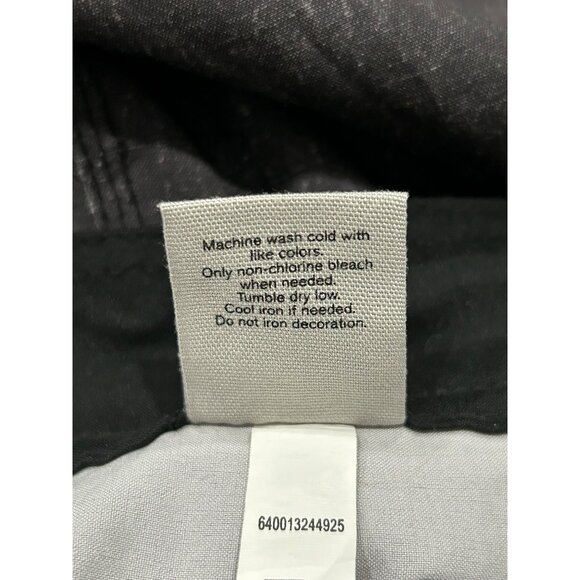 Machine wash cold with
like colors.
Only non-chlorine bleach
when needed.
Tumble dry low.
Cool iron if needed.
Do not iron decoration.
640013244925